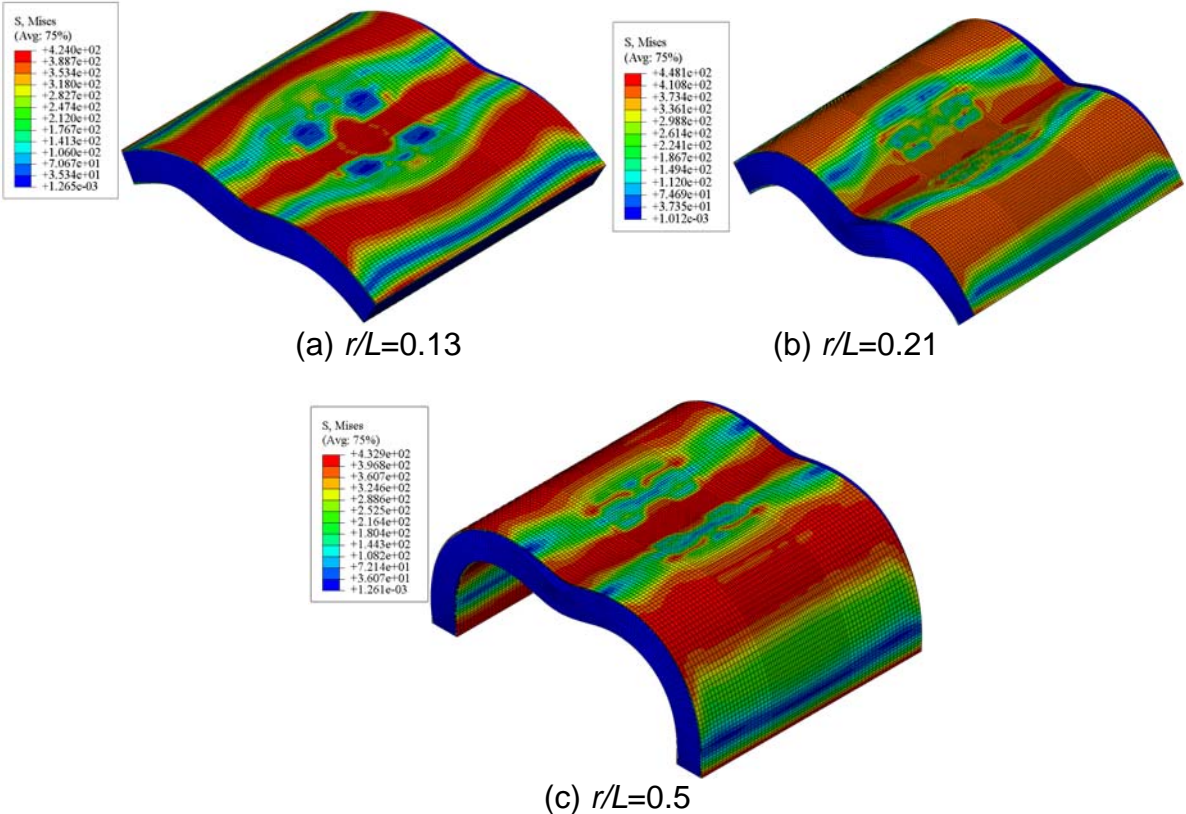 S, Mises
(Avg: 75%)
+4.240e+02
+3.887e+02
+3.534e+02
+3.180e+02
+2.827e+02
+2.474e+02
+2.120e+02
+1.767e+02
+1.413e+02
+1.060e+02
+7.067e+01
+3.534e+01
+1.265e-03
(a) r/L=0.13
S, Mises
(Avg: 75%)
+4.481e+02
+4.108e+02
+3.734e+02
+3.361e+02
+2.988e+02
+2.614e+02
+2.241e+02
+1.867e+02
+1.494e+02
+1.120e+02
+7.469e+01
+3.735e+01
+1.012e-03
(b) r/L=0.21
S, Mises
(Avg: 75%)
+4.329e+02
+3.968e+02
+3.607e+02
+3.246e+02
+2.886e+02
+2.525e+02
+2.164e+02
+1.804e+02
+1.443e+02
+1.082e+02
+7.214e+01
+3.607e+01
+1.261e-03
(c) r/L=0.5